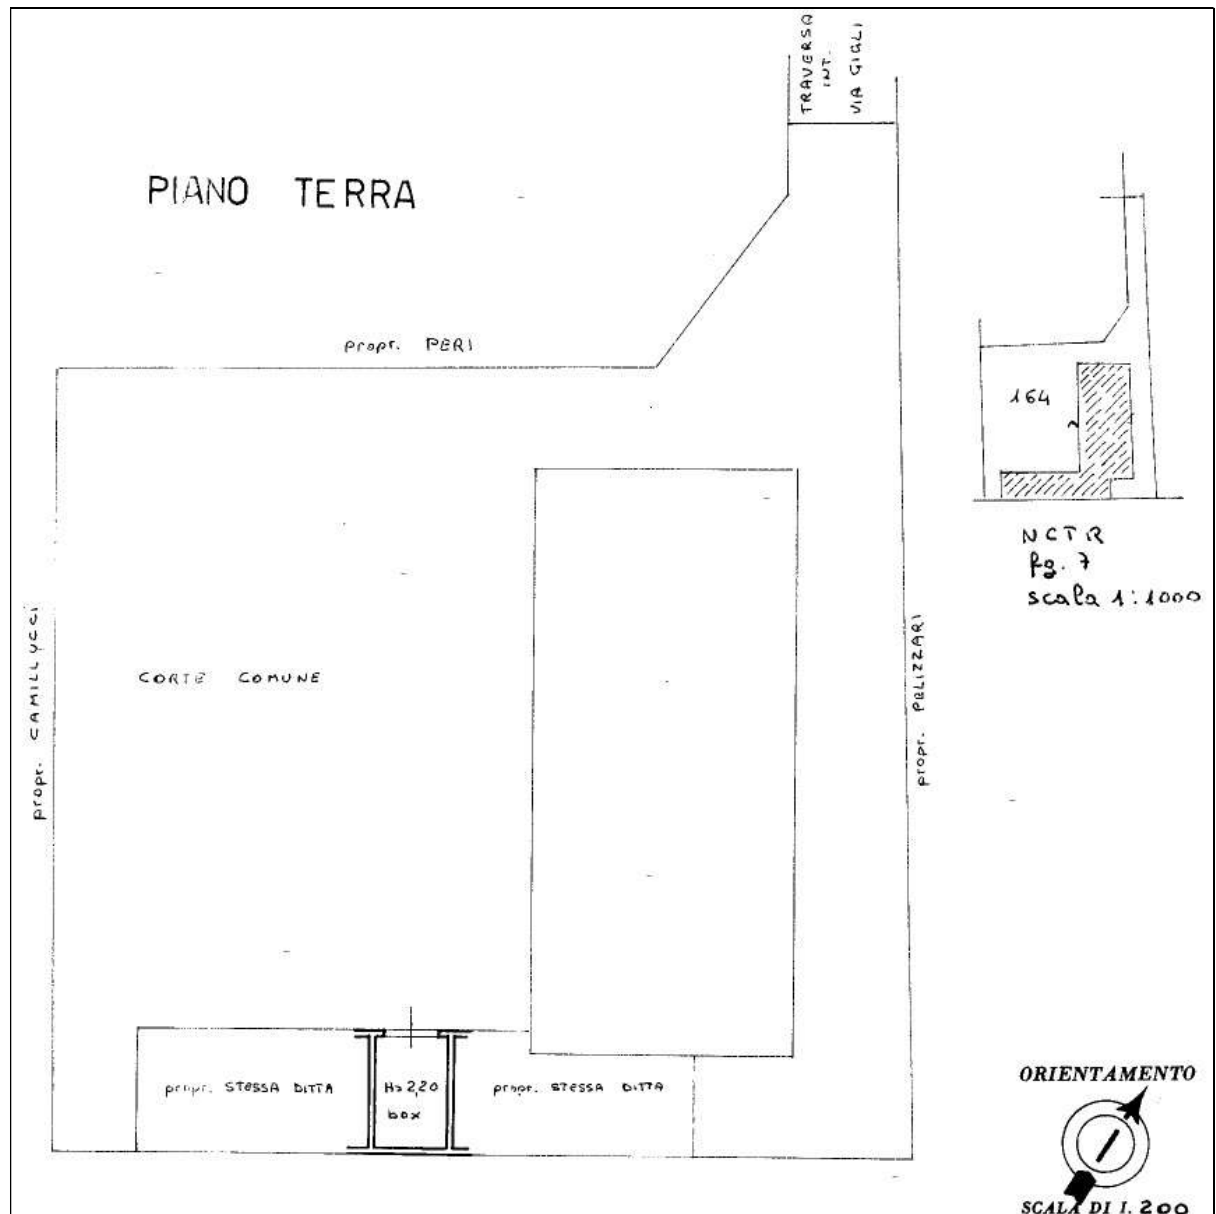 TRAVERSA
INT.
VIA GIGLI
PIANO TERRA
propr. PERI
164
NCTR
fg. 7
scala 1:1000
propr. CAMILLUCCI
CORTE COMUNE
propr. PELIZZARI
propr. STESSA DITTA
H=2,20
box
propr. STESSA DITTA
ORIENTAMENTO
SCALA DI 1. 200